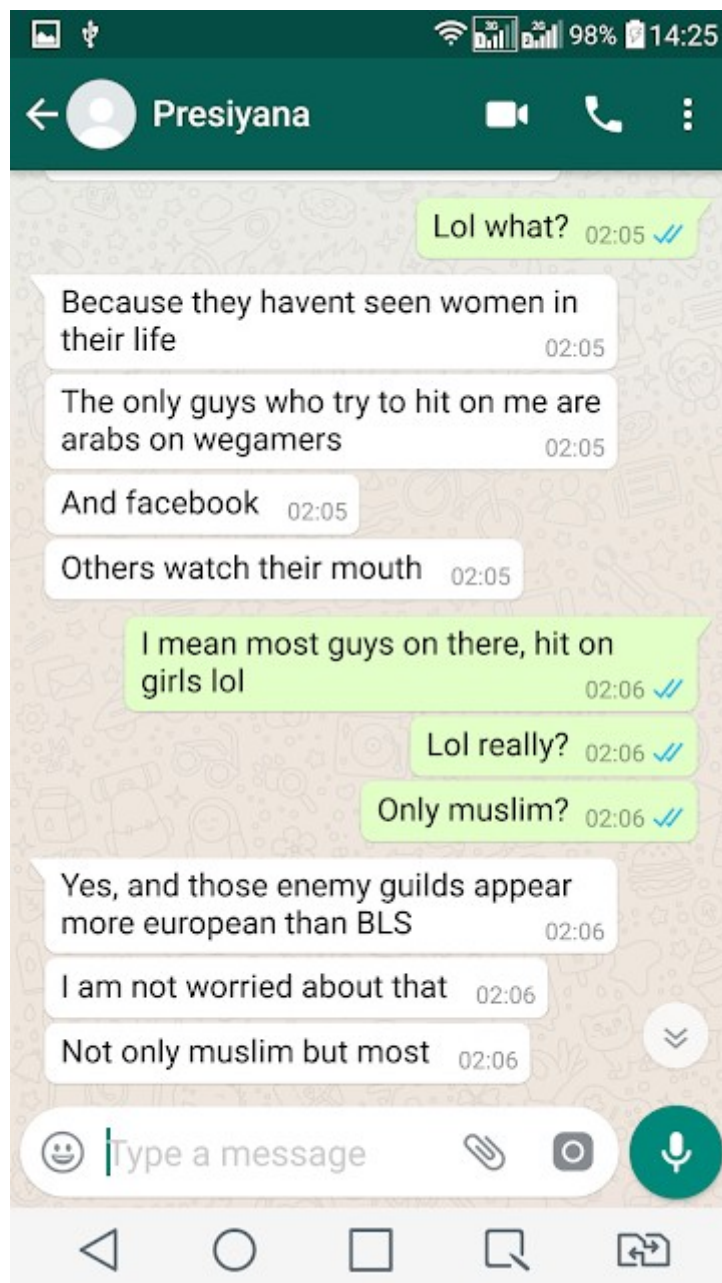 98% 14:25
Presiyana
Lol what? 02:05
Because they havent seen women in
their life
02:05
The only guys who try to hit on me are
arabs on wegamers
02:05
And facebook 02:05
Others watch their mouth 02:05
I mean most guys on there, hit on
girls lol
02:06
Lol really? 02:06
Only muslim? 02:06
Yes, and those enemy guilds appear
more european than BLS
02:06
I am not worried about that 02:06
Not only muslim but most 02:06
Type a message